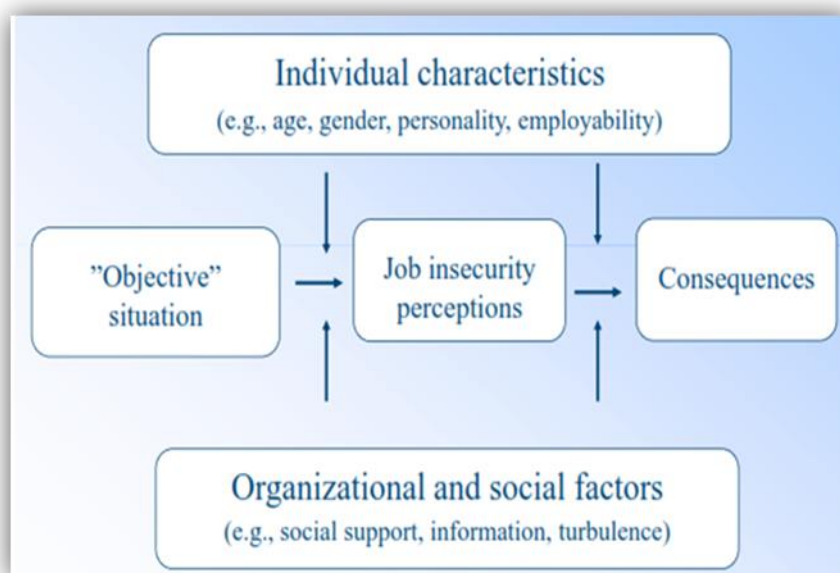 Individual characteristics
(e.g., age, gender, personality, employability)
”Objective”
situation
Job insecurity
perceptions
Consequences
Organizational and social factors
(e.g., social support, information, turbulence)